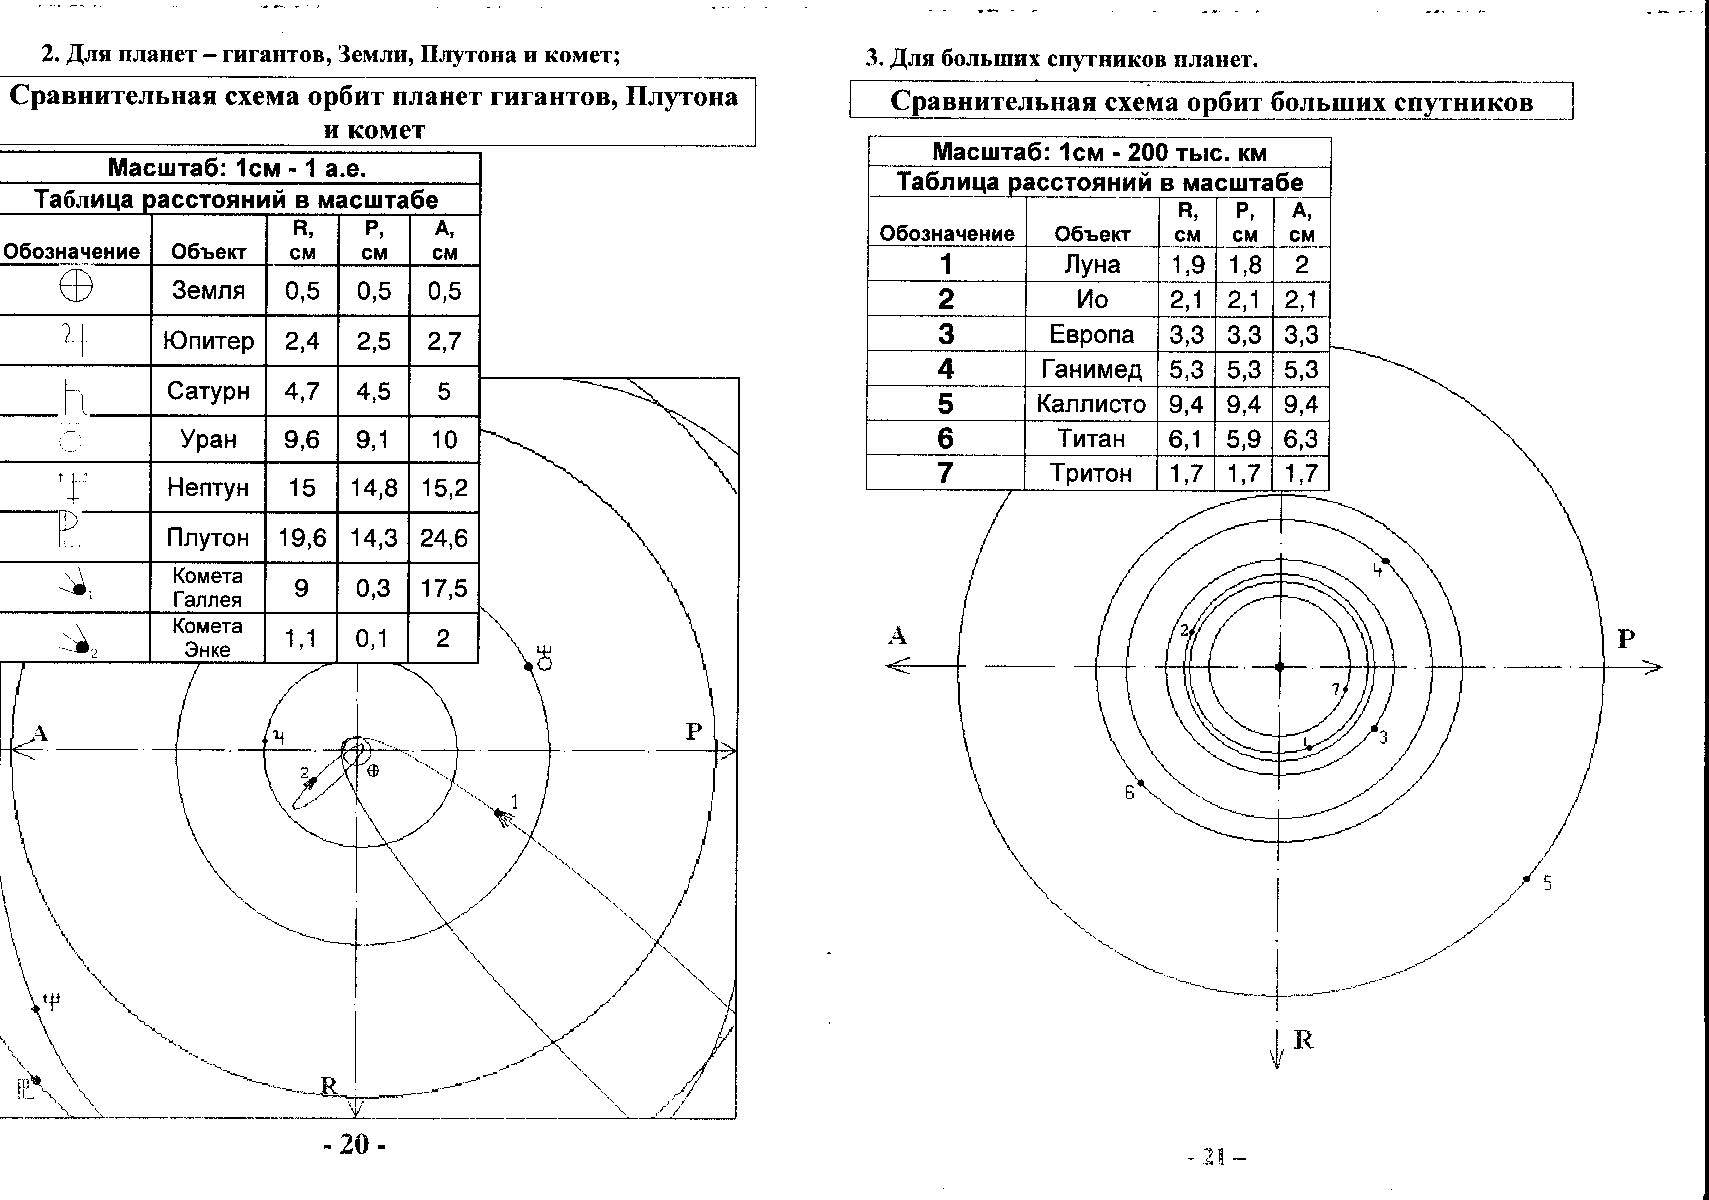 2. Для планет – гигантов, Земли, Плутона и комет;
Сравнительная схема орбит планет гигантов, Плутона
и комет
Масштаб: 1см - 1 а.е.
Таблица расстояний в масштабе
Обозначение Объект R, см P, см A, см
Земля 0,5 0,5 0,5
Юпитер 2,4 2,5 2,7
Сатурн 4,7 4,5 5
Уран 9,6 9,1 10
Нептун 15 14,8 15,2
Плутон 19,6 14,3 24,6
1 Комета Галлея 9 0,3 17,5
2 Комета Энке 1,1 0,1 2
A
P
2
1
R
- 20 -
3. Для больших спутников планет.
Сравнительная схема орбит больших спутников
Масштаб: 1см - 200 тыс. км
Таблица расстояний в масштабе
Обозначение Объект R, см P, см A, см
1 Луна 1,9 1,8 2
2 Ио 2,1 2,1 2,1
3 Европа 3,3 3,3 3,3
4 Ганимед 5,3 5,3 5,3
5 Каллисто 9,4 9,4 9,4
6 Титан 6,1 5,9 6,3
7 Тритон 1,7 1,7 1,7
4
2
A
P
7
1
3
6
5
R
- 21 –